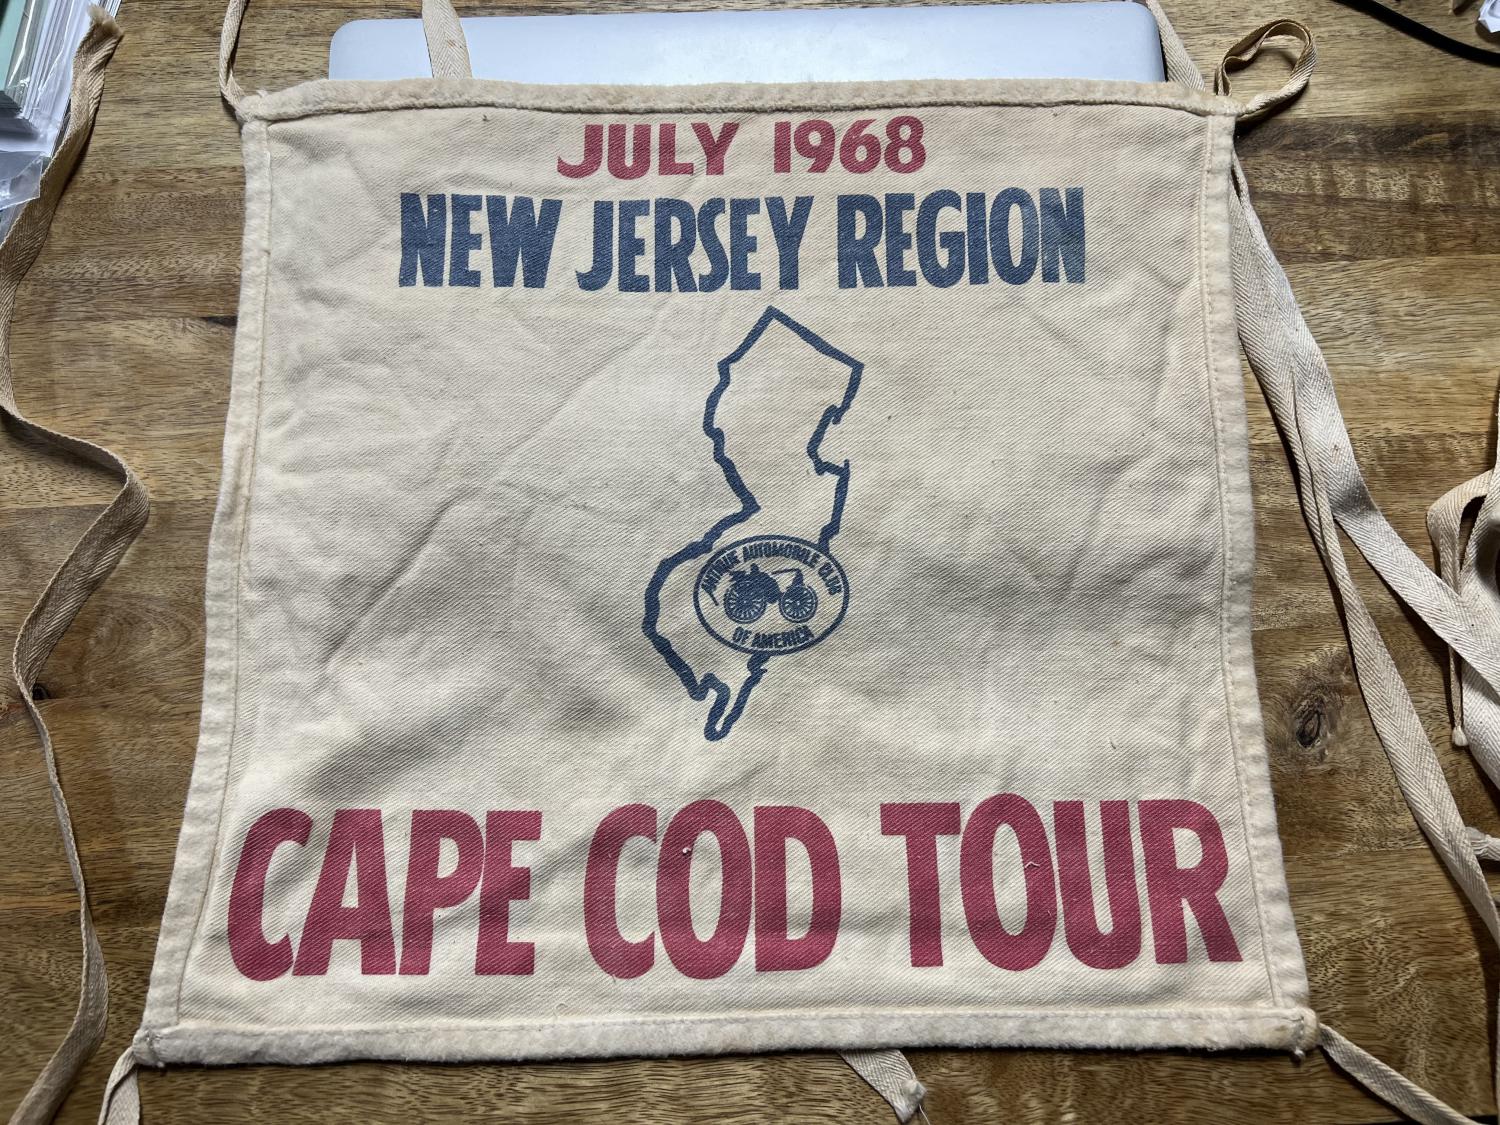 JULY 1968
NEW JERSEY REGION
ANTIQUE AUTOMOBILE CLUB
OF AMERICA
CAPE COD TOUR